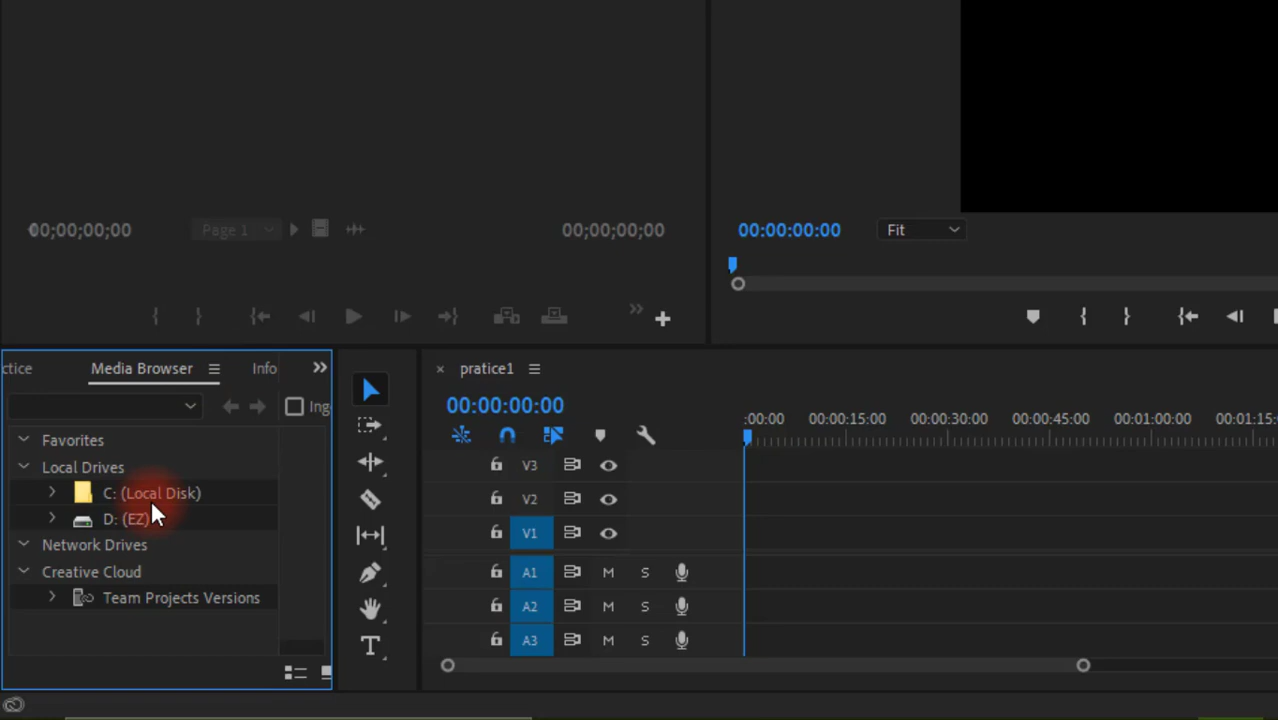 00;00;00;00
Page 1
00;00;00;00
00:00:00:00
Fit
ctice
Media Browser
Info
Ing
Favorites
Local Drives
C: (Local Disk)
D: (EZ)
Network Drives
Creative Cloud
Team Projects Versions
pratice1
00:00:00:00
:00:00
00:00:15:00
00:00:30:00
00:00:45:00
00:01:00:00
00:01:15:
V3
V2
V1
A1 M S
A2 M S
A3 M S